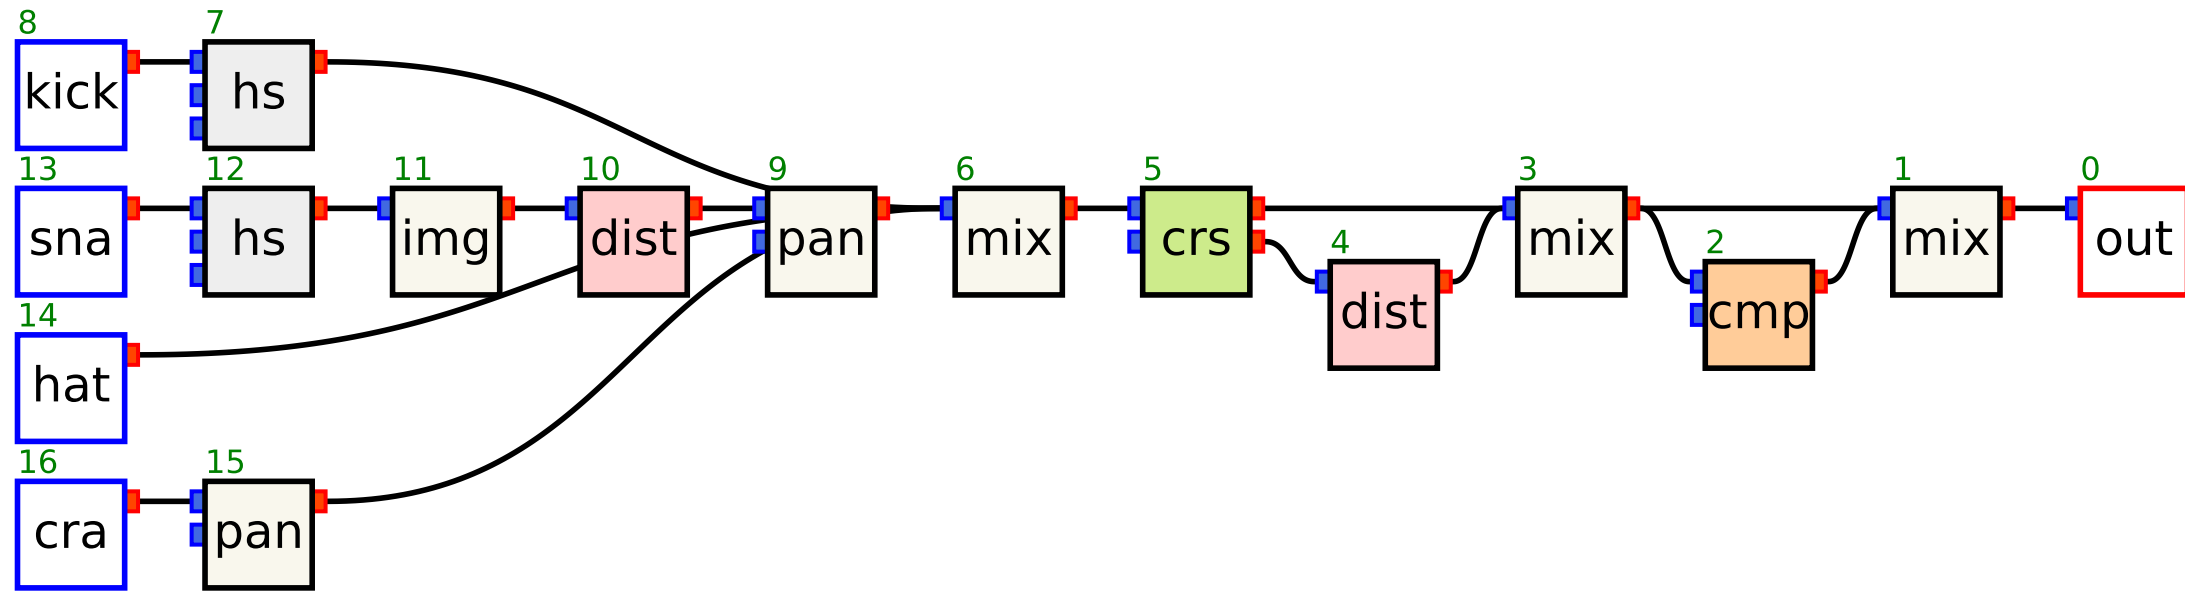 8
kick
7
hs
13
sna
12
hs
11
img
10
dist
9
pan
6
mix
5
crs
4
dist
3
mix
2
cmp
1
mix
0
out
14
hat
16
cra
15
pan